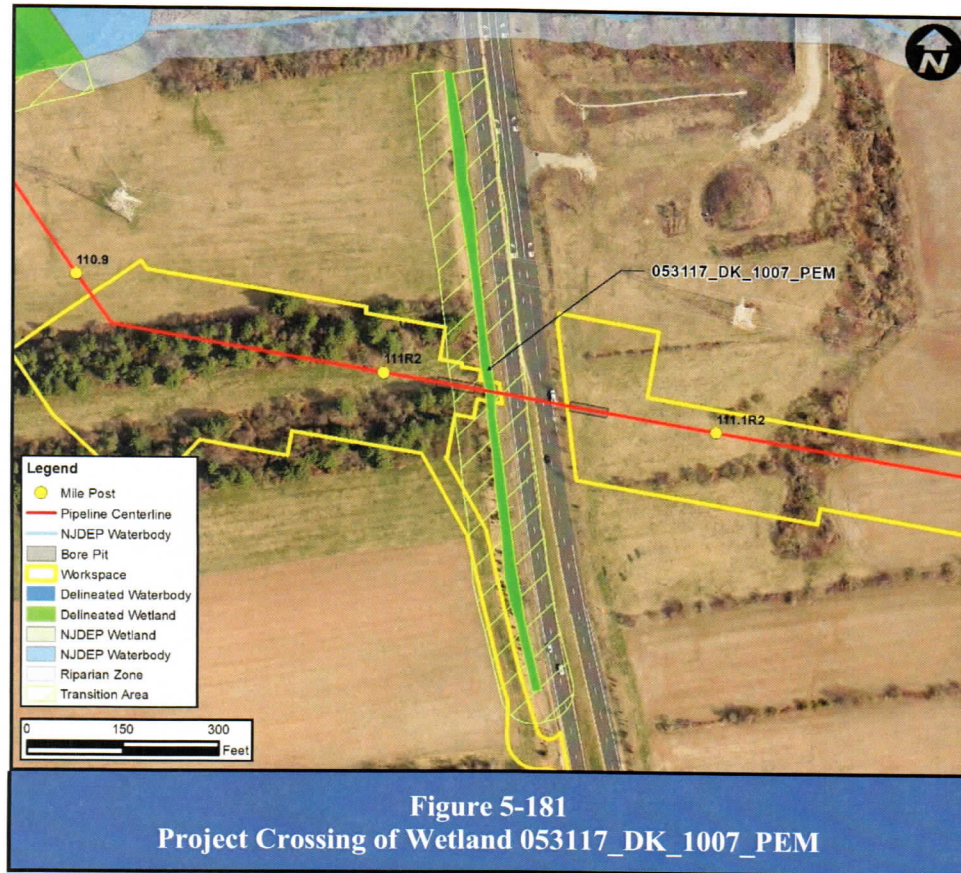 N
110.9
053117_DK_1007_PEM
111R2
111.1R2
Legend
Mile Post
Pipeline Centerline
NJDEP Waterbody
Bore Pit
Workspace
Delineated Waterbody
Delineated Wetland
NJDEP Wetland
NJDEP Waterbody
Riparian Zone
Transition Area
0 150 300
Feet
Figure 5-181
Project Crossing of Wetland 053117_DK_1007_PEM